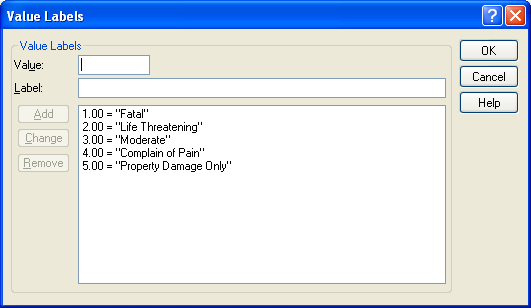 Value Labels
Value Labels
Value:
OK
Cancel
Label:
Help
Add
Change
Remove
1.00 = "Fatal"
2.00 = "Life Threatening"
3.00 = "Moderate"
4.00 = "Complain of Pain"
5.00 = "Property Damage Only"